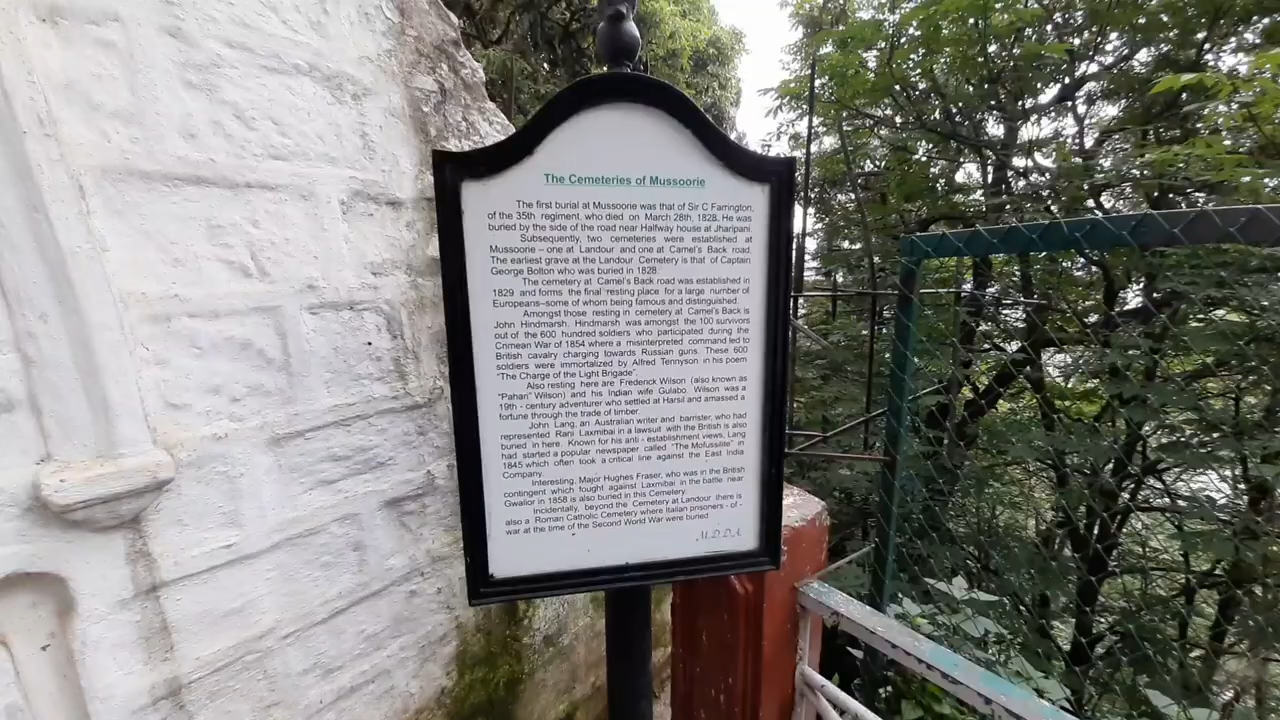 The Cemeteries of Mussoorie
The first burial at Mussoorie was that of Sir C Farrington,
of the 35th regiment, who died on March 28th, 1828. He was
buried by the side of the road near Halfway house at Jharipani.
Subsequently, two cemeteries were established at
Mussoorie – one at Landour and one at Camel's Back road.
The earliest grave at the Landour Cemetery is that of Captain
George Bolton who was buried in 1828.
The cemetery at Camel's Back road was established in
1829 and forms the final resting place for a large number of
Europeans–some of whom being famous and distinguished.
Amongst those resting in cemetery at Camel's Back is
John Hindmarsh. Hindmarsh was amongst the 100 survivors
out of the 600 hundred soldiers who participated during the
Crimean War of 1854 where a misinterpreted command led to
British cavalry charging towards Russian guns. These 600
soldiers were immortalized by Alfred Tennyson in his poem
"The Charge of the Light Brigade".
Also resting here are Frederick Wilson (also known as
"Pahari" Wilson) and his Indian wife Gulabo. Wilson was a
19th - century adventurer who settled at Harsil and amassed a
fortune through the trade of timber.
John Lang, an Australian writer and barrister, who had
represented Rani Laxmibai in a lawsuit with the British is also
buried in here. Known for his anti - establishment views, Lang
had started a popular newspaper called "The Mofussilite" in
1845 which often took a critical line against the East India
Company.
Interesting, Major Hughes Fraser, who was in the British
contingent which fought against Laxmibai in the battle near
Gwalior in 1858 is also buried in this Cemetery.
Incidentally, beyond the Cemetery at Landour there is
also a Roman Catholic Cemetery where Italian prisoners - of -
war at the time of the Second World War were buried
M.D.D.A.